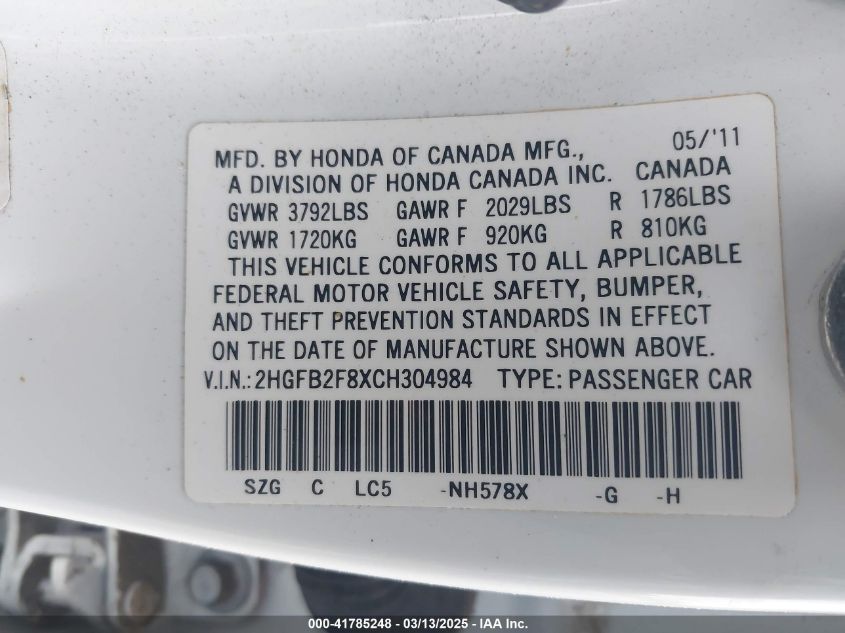 MFD. BY HONDA OF CANADA MFG., 05/'11
A DIVISION OF HONDA CANADA INC. CANADA
GVWR 3792LBS GAWR F 2029LBS R 1786LBS
GVWR 1720KG GAWR F 920KG R 810KG
THIS VEHICLE CONFORMS TO ALL APPLICABLE
FEDERAL MOTOR VEHICLE SAFETY, BUMPER,
AND THEFT PREVENTION STANDARDS IN EFFECT
ON THE DATE OF MANUFACTURE SHOWN ABOVE.
V.I.N.: 2HGFB2F8XCH304984 TYPE: PASSENGER CAR
SZG C LC5 -NH578X -G -H
000-41785248 - 03/13/2025 - IAA Inc.